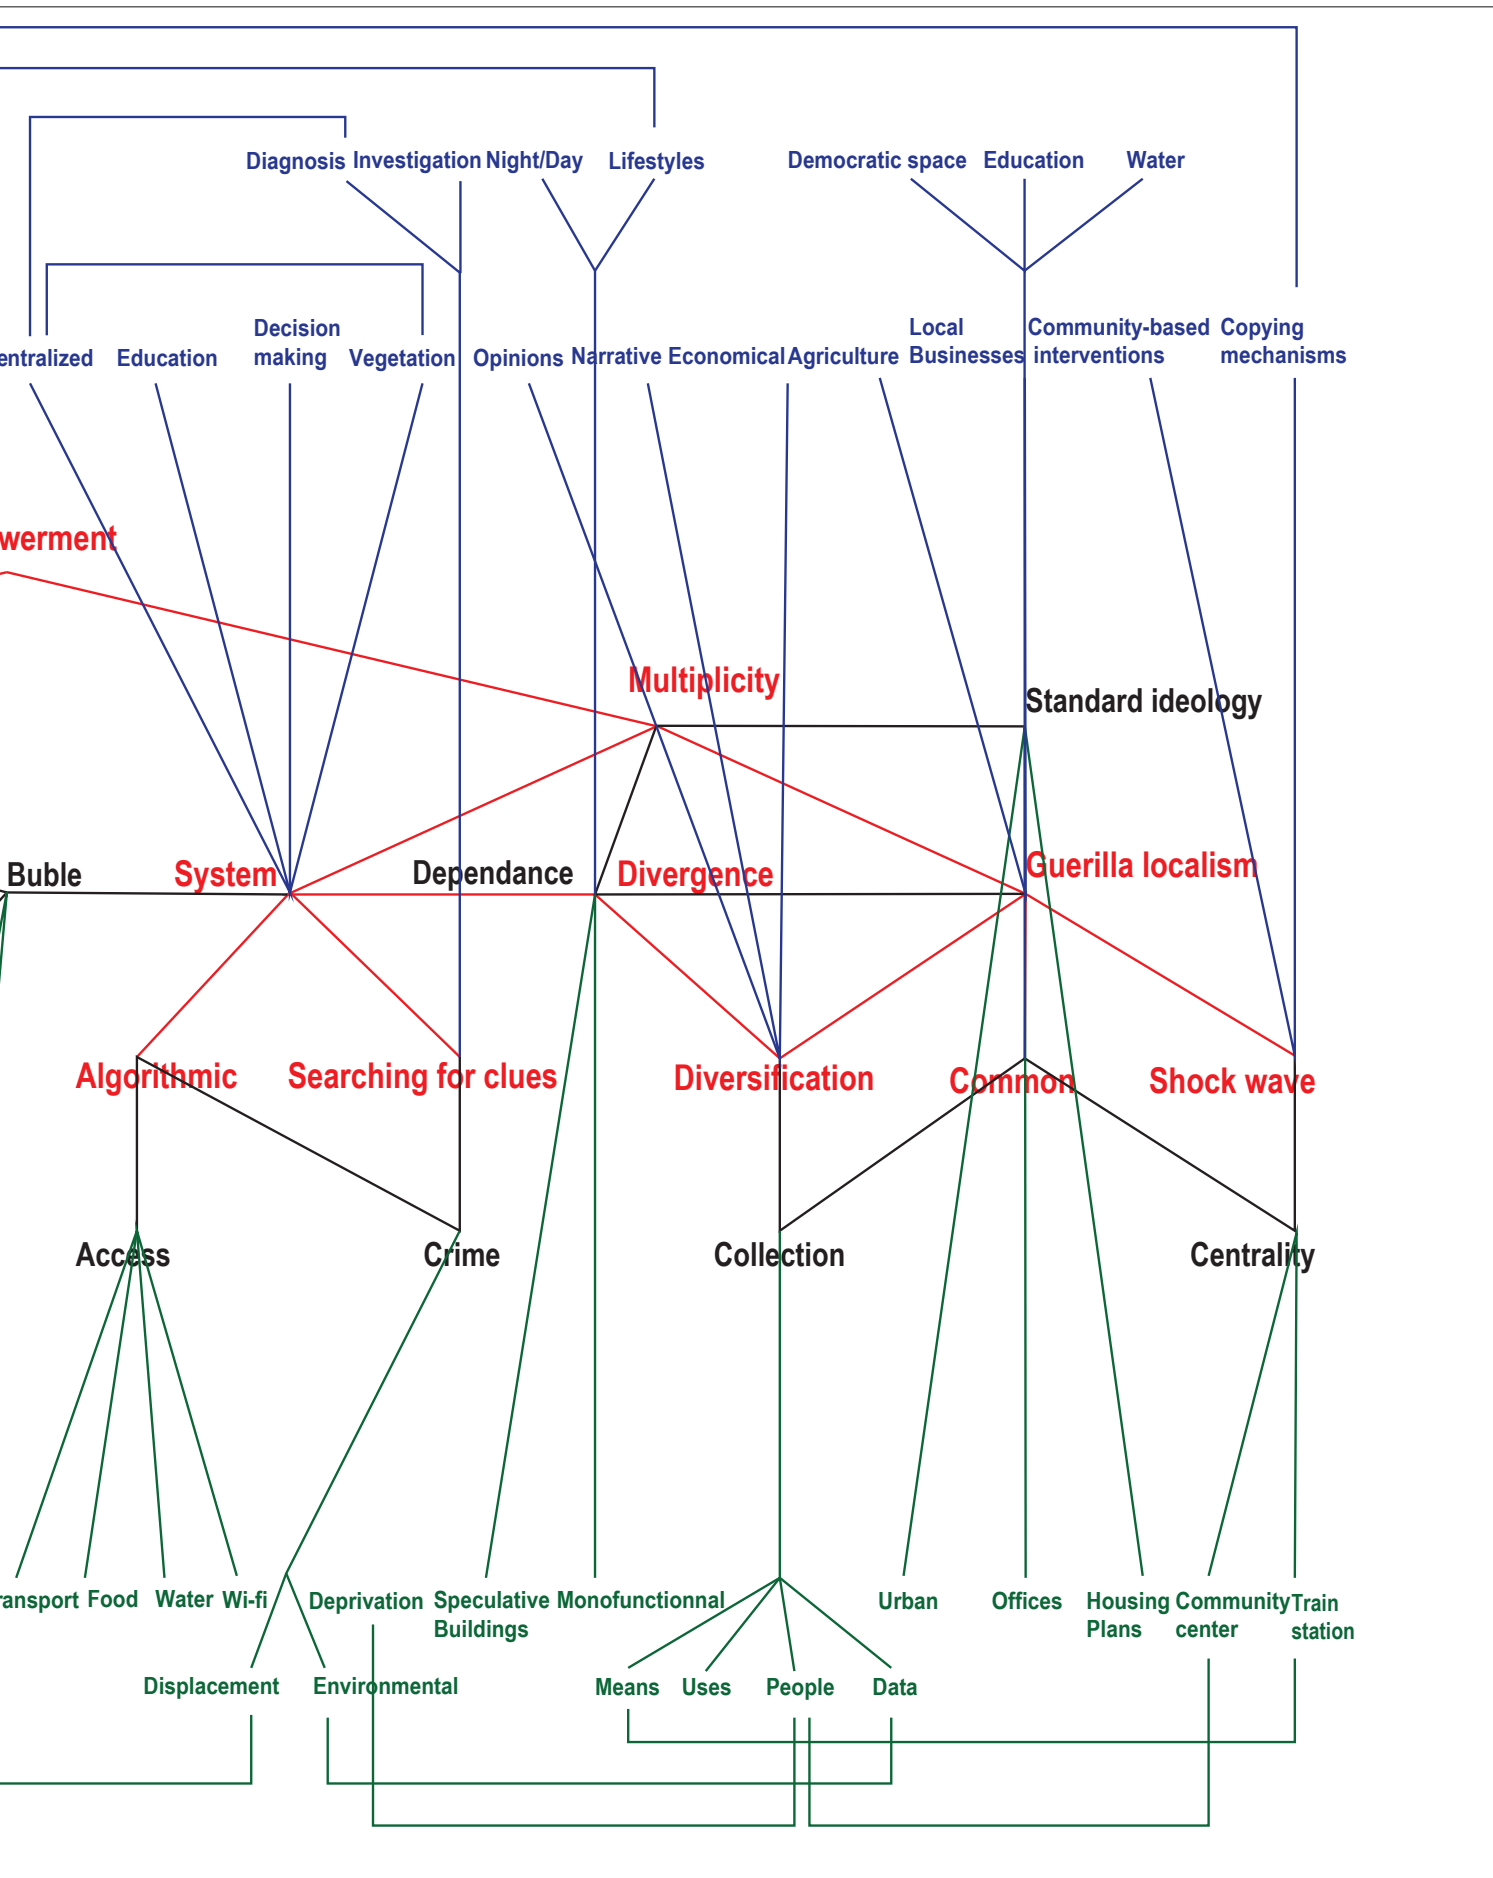 Diagnosis Investigation Night/Day Lifestyles Democratic space Education Water
Decision Local Community-based Copying
entralized Education making Vegetation Opinions Narrative Economical Agriculture Businesses interventions mechanisms
werment
Multiplicity
Standard ideology
Buble System Dependance Divergence Guerilla localism
Algorithmic Searching for clues Diversification Common Shock wave
Access Crime Collection Centrality
ransport Food Water Wi-fi Deprivation Speculative Monofunctionnal Urban Offices Housing Community Train
Buildings Plans center station
Displacement Environmental Means Uses People Data